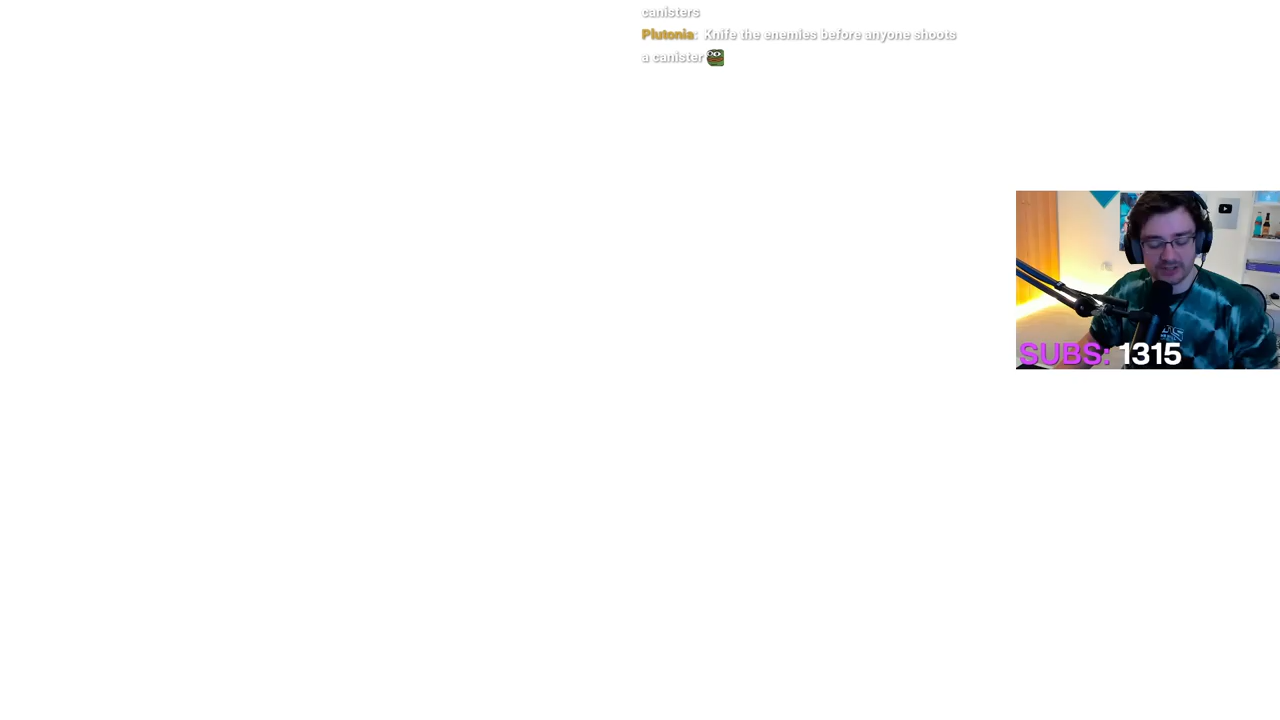 canisters
Plutonia: Knife the enemies before anyone shoots
a canister
SUBS: 1315